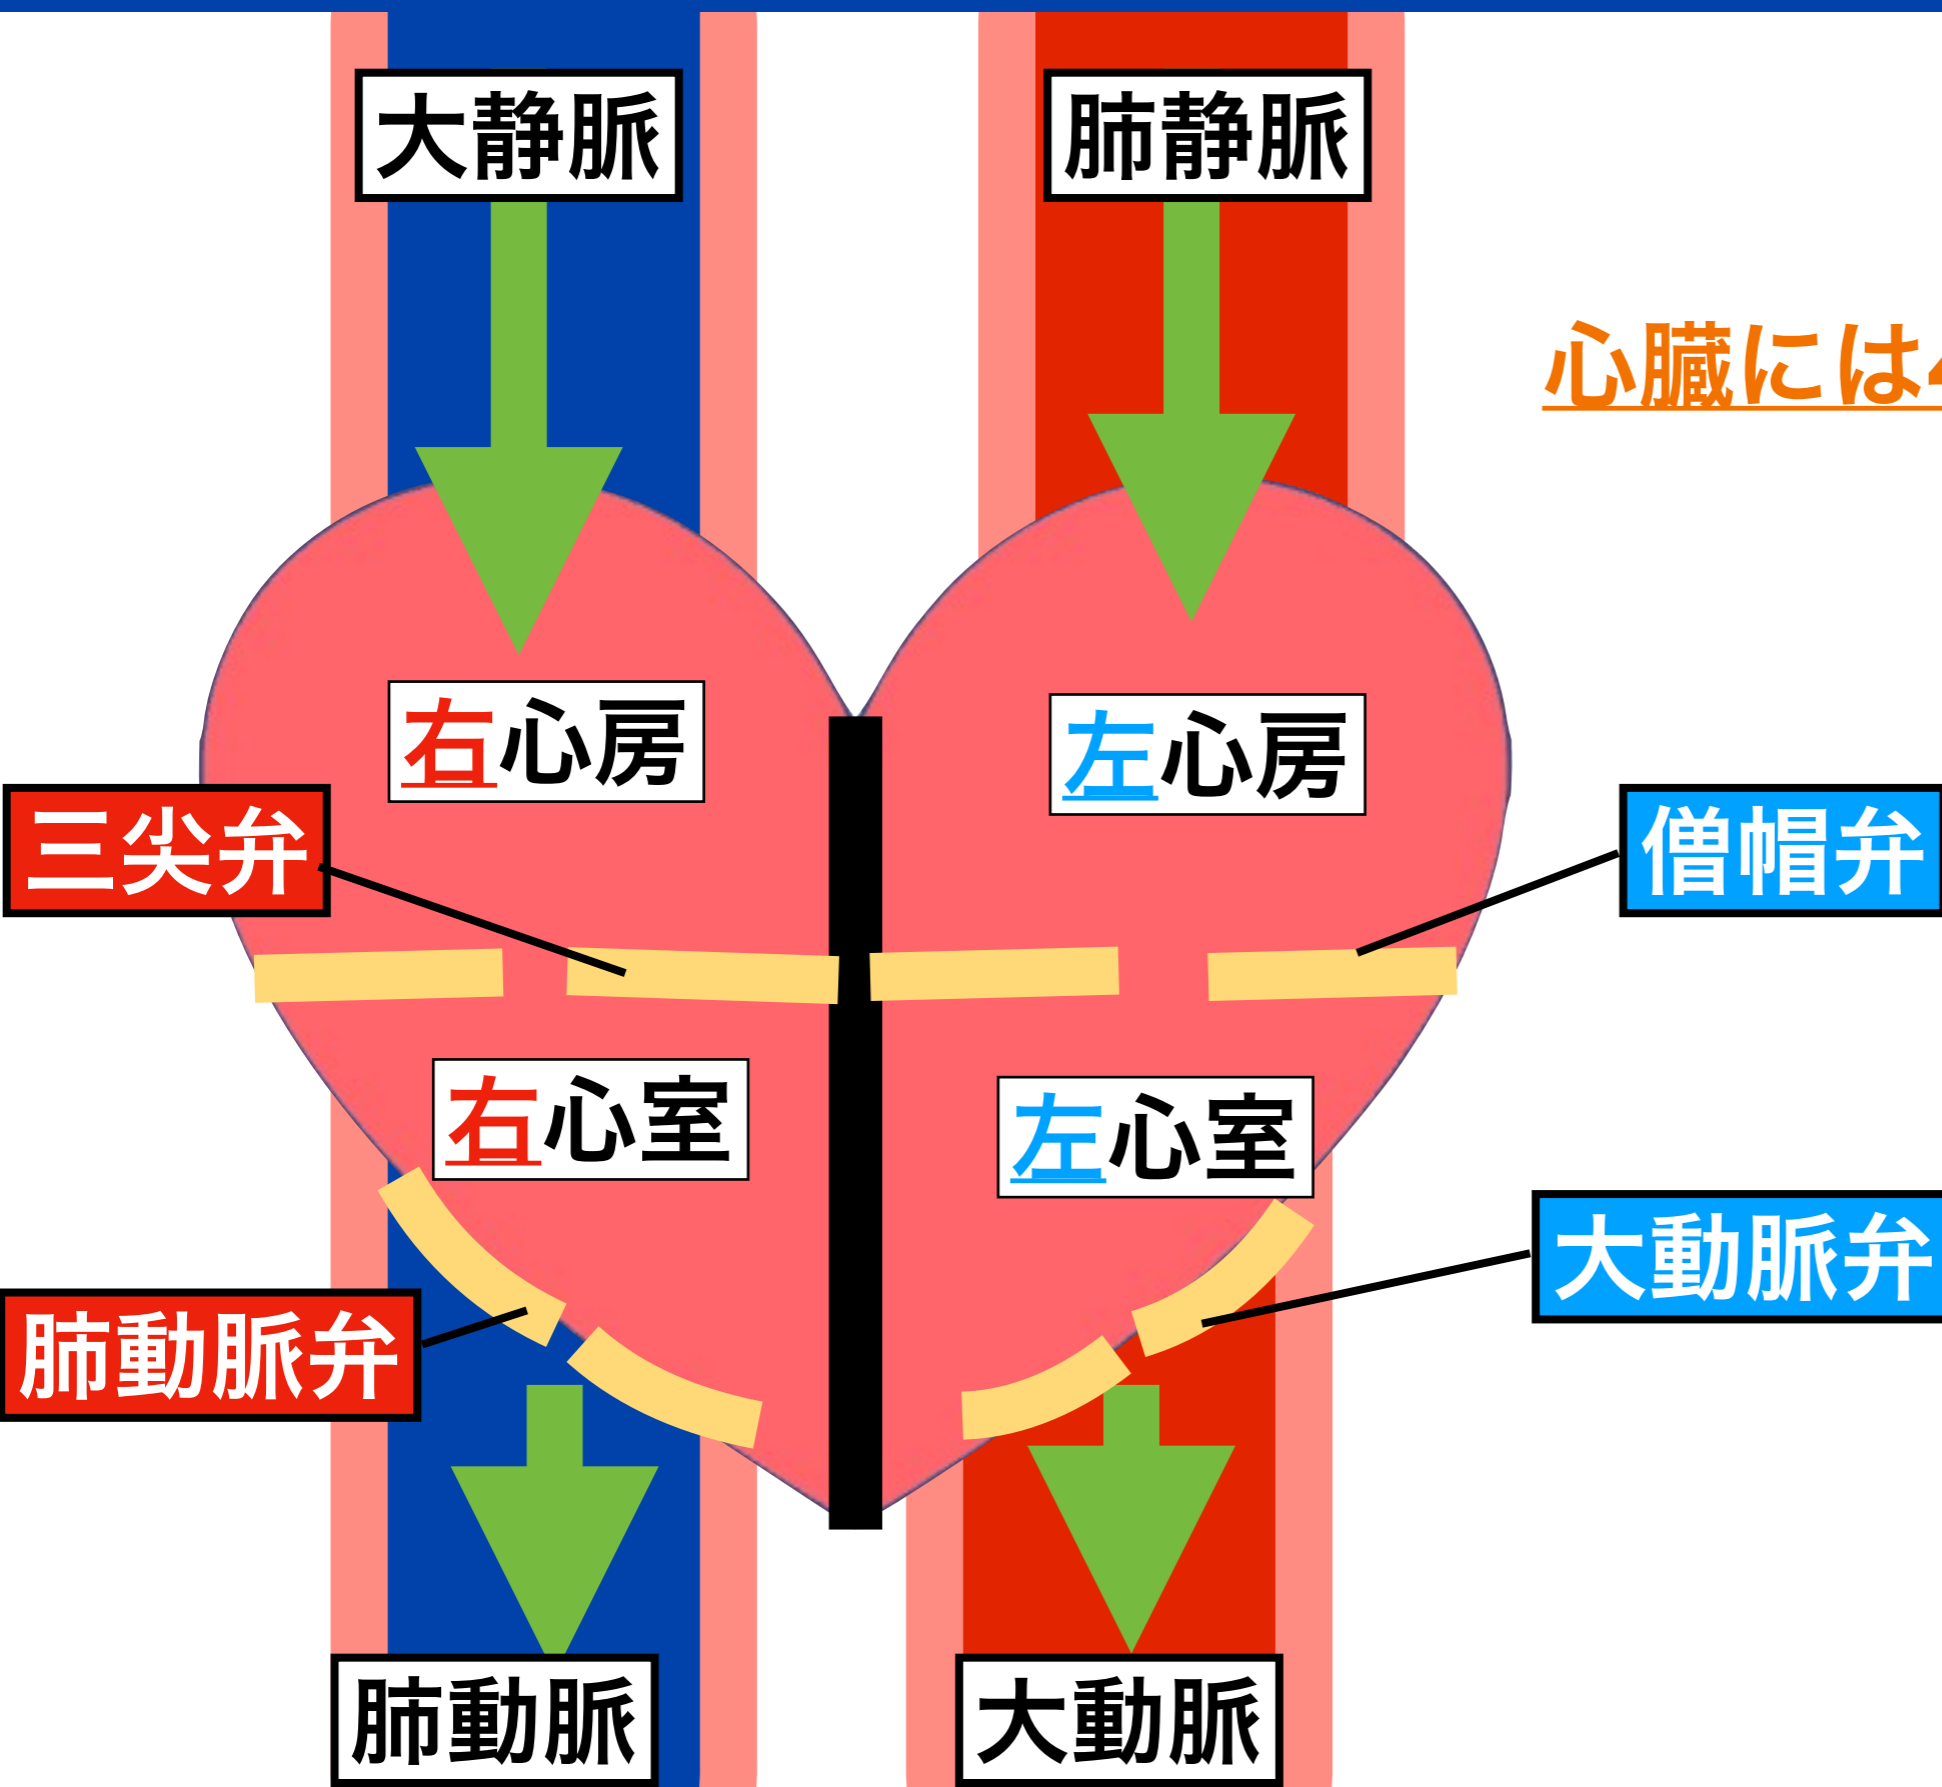 大静脈
肺静脈
心臓には
右心房
左心房
三尖弁
僧帽弁
右心室
左心室
大動脈弁
肺動脈弁
肺動脈
大動脈